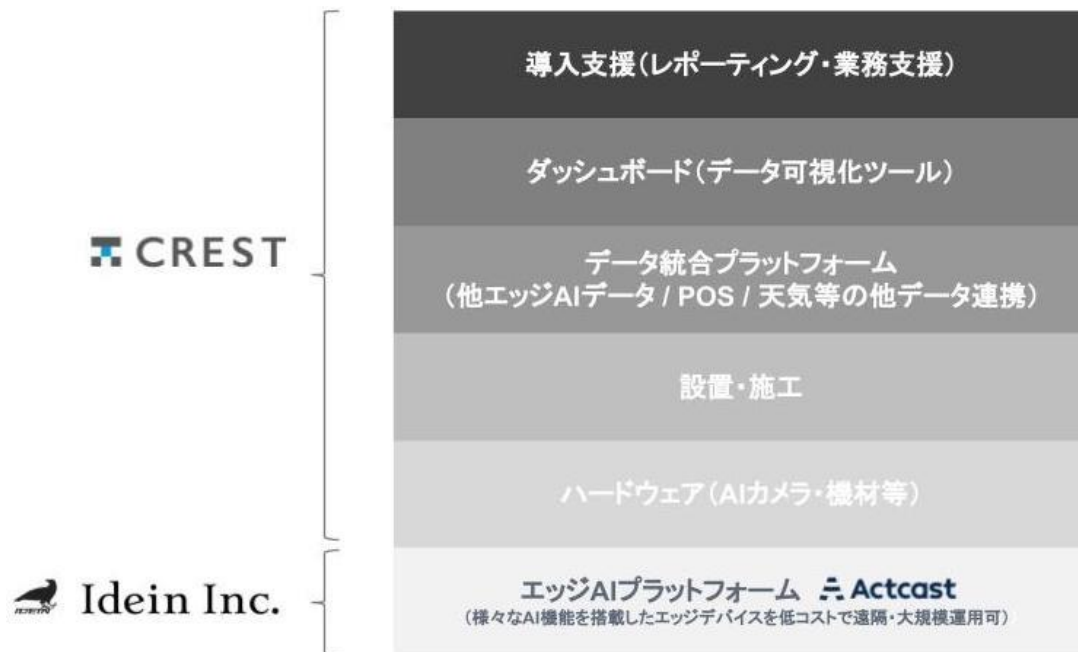 導入支援（レポーティング・業務支援）
ダッシュボード（データ可視化ツール）
データ統合プラットフォーム
（他エッジAIデータ / POS / 天気等の他データ連携）
CREST
設置・施工
ハードウェア（AIカメラ・機材等）
Idein Inc.
エッジAIプラットフォーム Actcast
（様々なAI機能を搭載したエッジデバイスを低コストで遠隔・大規模運用可）